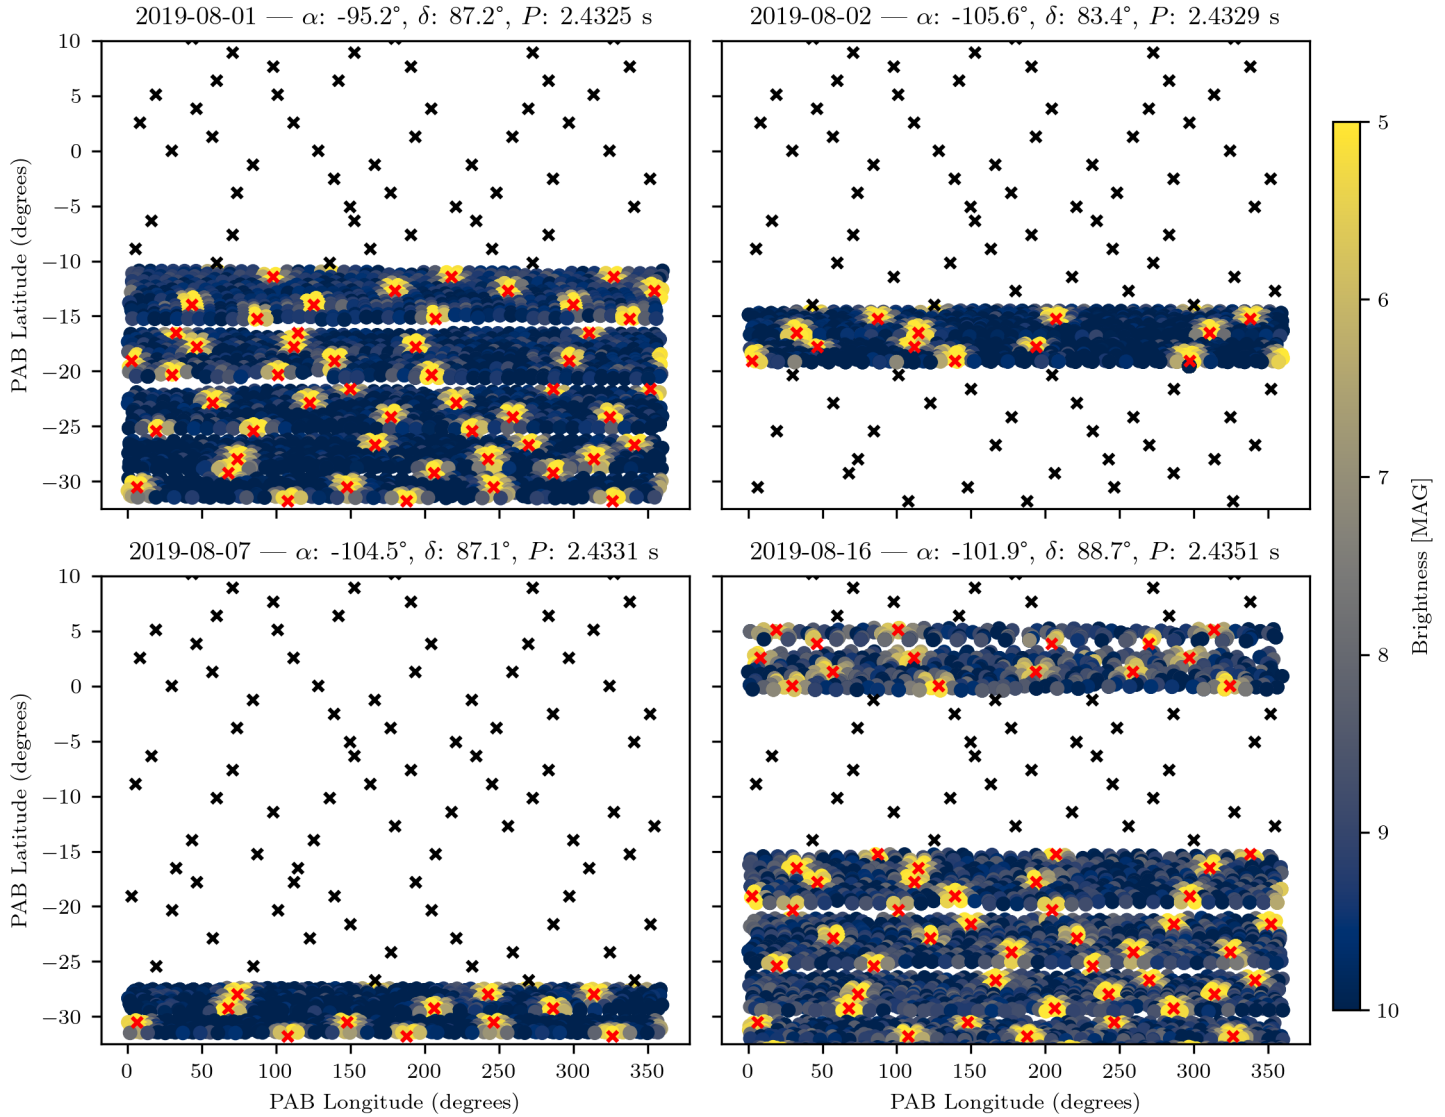 2019-08-01 — α: -95.2°, δ: 87.2°, P: 2.4325 s
2019-08-02 — α: -105.6°, δ: 83.4°, P: 2.4329 s
10
5
0
−5
−10
−15
−20
−25
−30
PAB Latitude (degrees)
2019-08-07 — α: -104.5°, δ: 87.1°, P: 2.4331 s
2019-08-16 — α: -101.9°, δ: 88.7°, P: 2.4351 s
10
5
0
−5
−10
−15
−20
−25
−30
PAB Latitude (degrees)
0 50 100 150 200 250 300 350
0 50 100 150 200 250 300 350
PAB Longitude (degrees)
PAB Longitude (degrees)
5
6
7
8
9
10
Brightness [MAG]